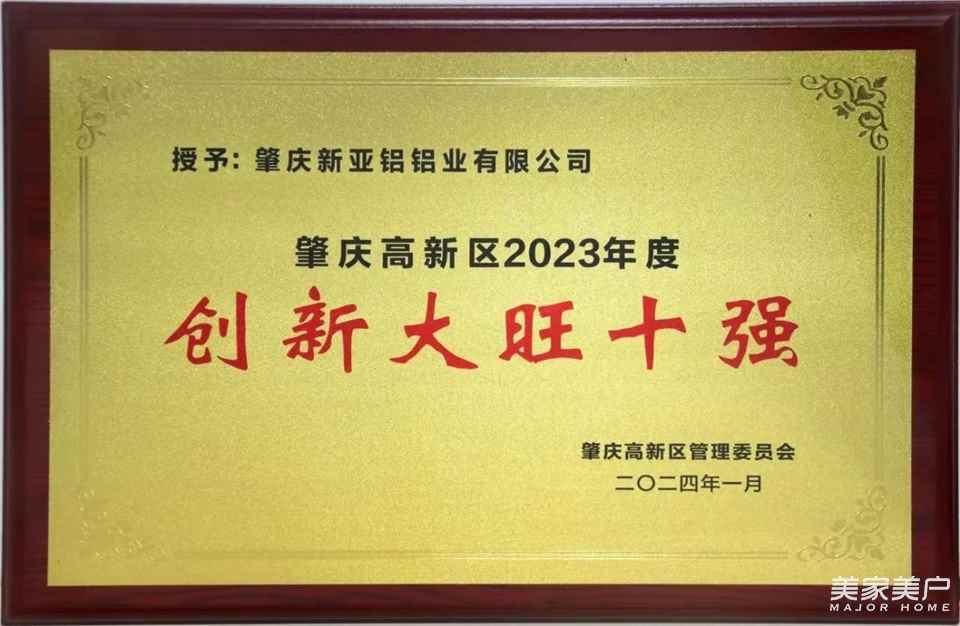 授予：肇庆新亚铝铝业有限公司
肇庆高新区2023年度
创新大旺十强
肇庆高新区管理委员会
二〇二四年一月
美家美户
MAJOR HOME